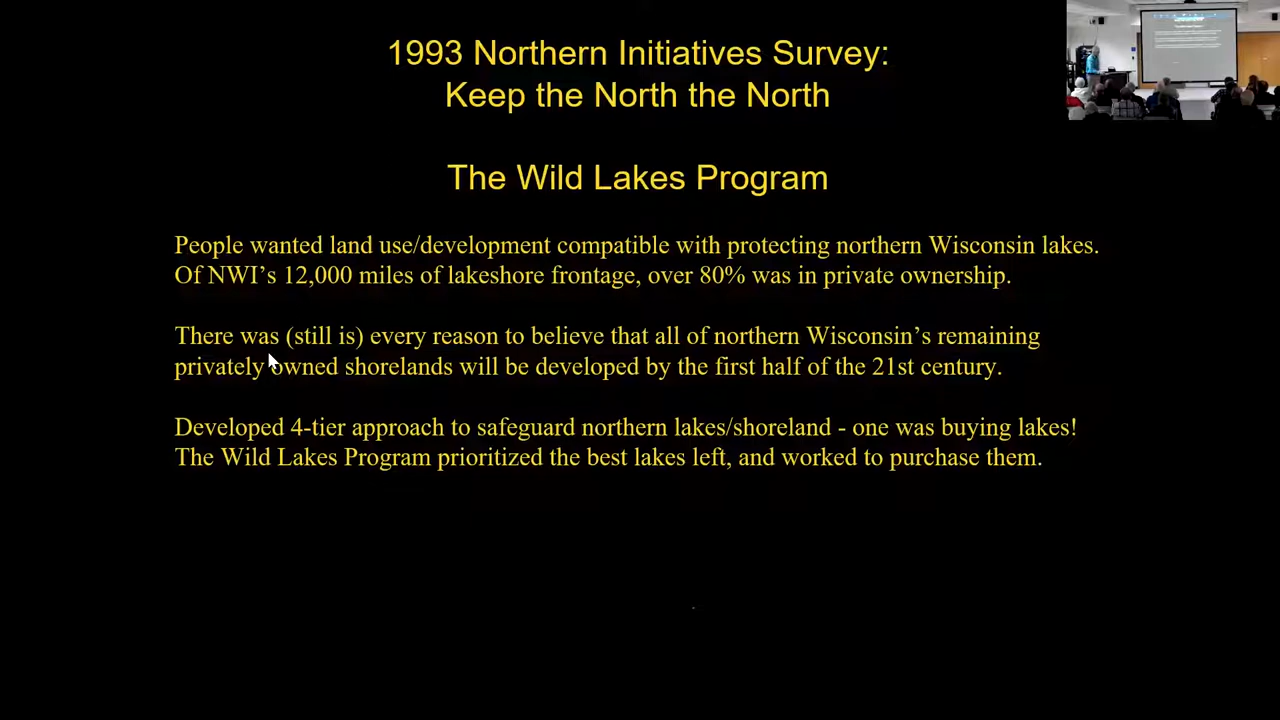 1993 Northern Initiatives Survey:
Keep the North the North
The Wild Lakes Program
People wanted land use/development compatible with protecting northern Wisconsin lakes.
Of NWI’s 12,000 miles of lakeshore frontage, over 80% was in private ownership.
There was (still is) every reason to believe that all of northern Wisconsin’s remaining
privately owned shorelands will be developed by the first half of the 21st century.
Developed 4-tier approach to safeguard northern lakes/shoreland - one was buying lakes!
The Wild Lakes Program prioritized the best lakes left, and worked to purchase them.